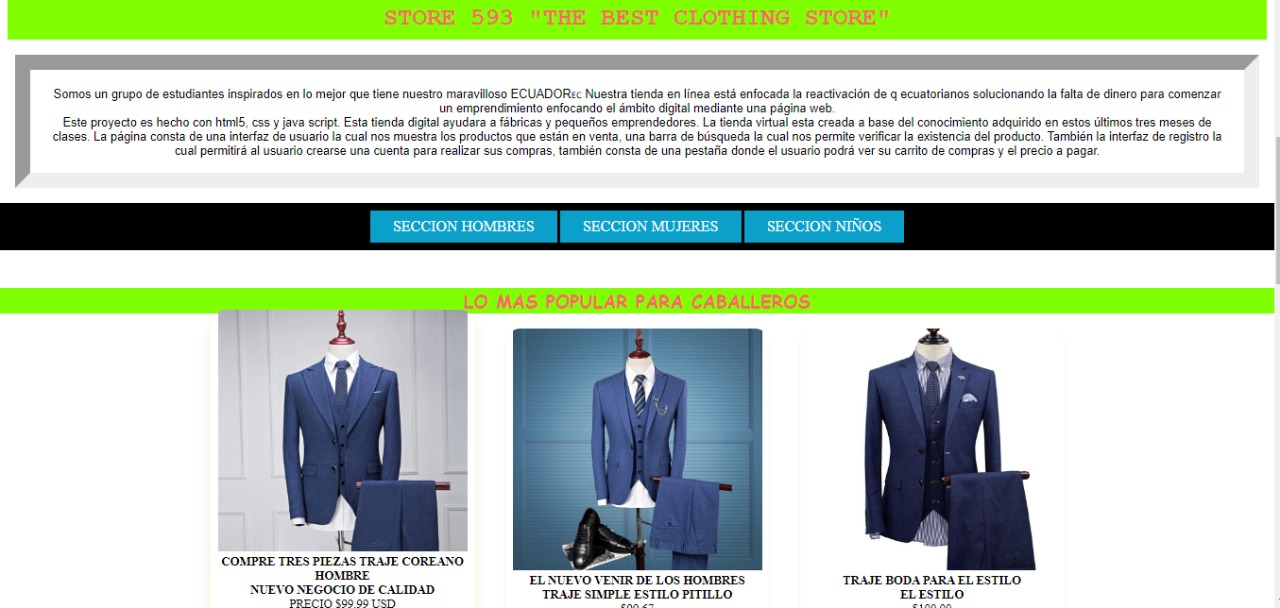 STORE 593 "THE BEST CLOTHING STORE"
Somos un grupo de estudiantes inspirados en lo mejor que tiene nuestro maravilloso ECUADOREC Nuestra tienda en línea está enfocada la reactivación de q ecuatorianos solucionando la falta de dinero para comenzar
un emprendimiento enfocando el ámbito digital mediante una página web.
Este proyecto es hecho con html5, css y java script. Esta tienda digital ayudara a fábricas y pequeños emprendedores. La tienda virtual esta creada a base del conocimiento adquirido en estos últimos tres meses de
clases. La página consta de una interfaz de usuario la cual nos muestra los productos que están en venta, una barra de búsqueda la cual nos permite verificar la existencia del producto. También la interfaz de registro la
cual permitirá al usuario crearse una cuenta para realizar sus compras, también consta de una pestaña donde el usuario podrá ver su carrito de compras y el precio a pagar.
SECCION HOMBRES SECCION MUJERES SECCION NIÑOS
LO MAS POPULAR PARA CABALLEROS
COMPRE TRES PIEZAS TRAJE COREANO
HOMBRE
NUEVO NEGOCIO DE CALIDAD
PRECIO $99.99 USD
EL NUEVO VENIR DE LOS HOMBRES
TRAJE SIMPLE ESTILO PITILLO
$90.67
TRAJE BODA PARA EL ESTILO
EL ESTILO
$100.00